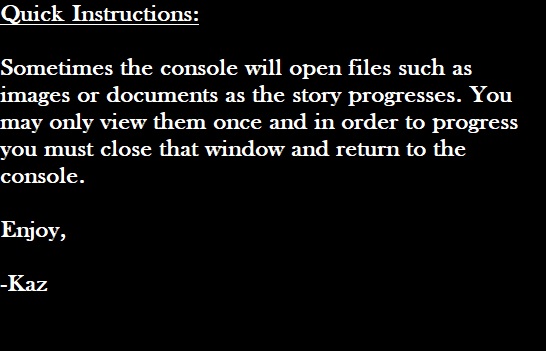 Quick Instructions:
Sometimes the console will open files such as
images or documents as the story progresses. You
may only view them once and in order to progress
you must close that window and return to the
console.
Enjoy,
-Kaz